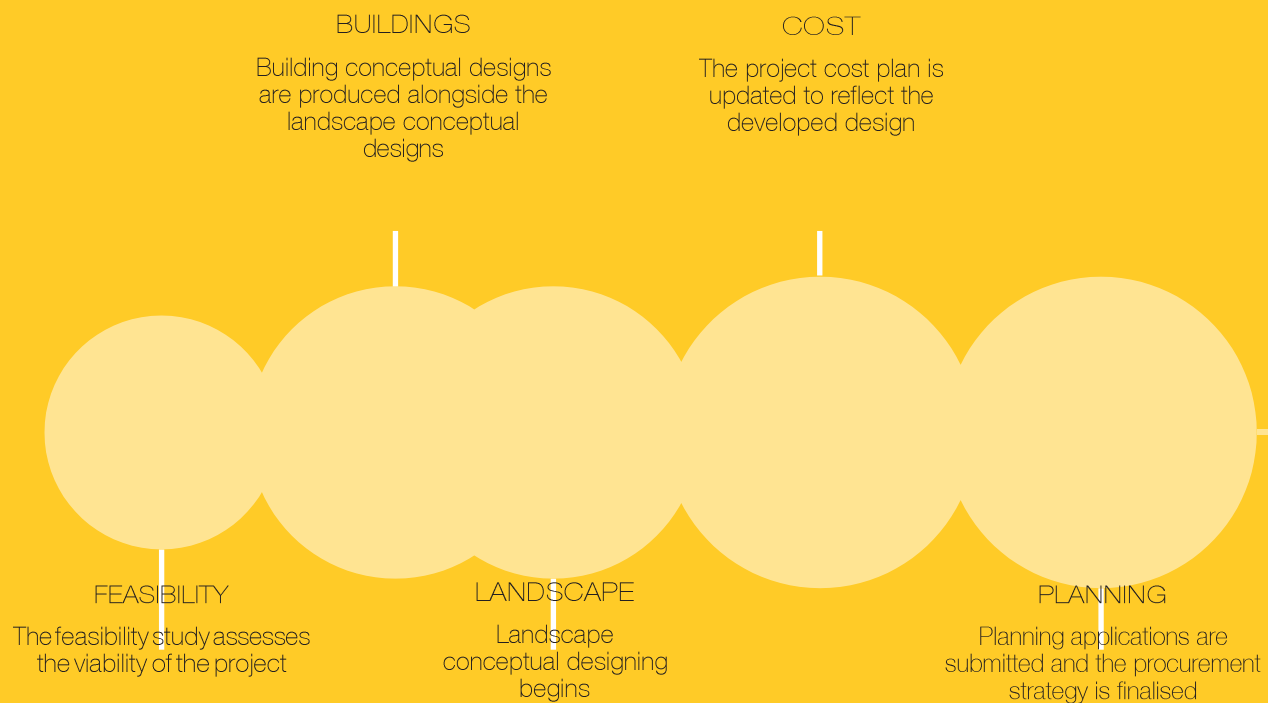 BUILDINGS
Building conceptual designs
are produced alongside the
landscape conceptual
designs
COST
The project cost plan is
updated to reflect the
developed design
FEASIBILITY
The feasibility study assesses
the viability of the project
LANDSCAPE
Landscape
conceptual designing
begins
PLANNING
Planning applications are
submitted and the procurement
strategy is finalised